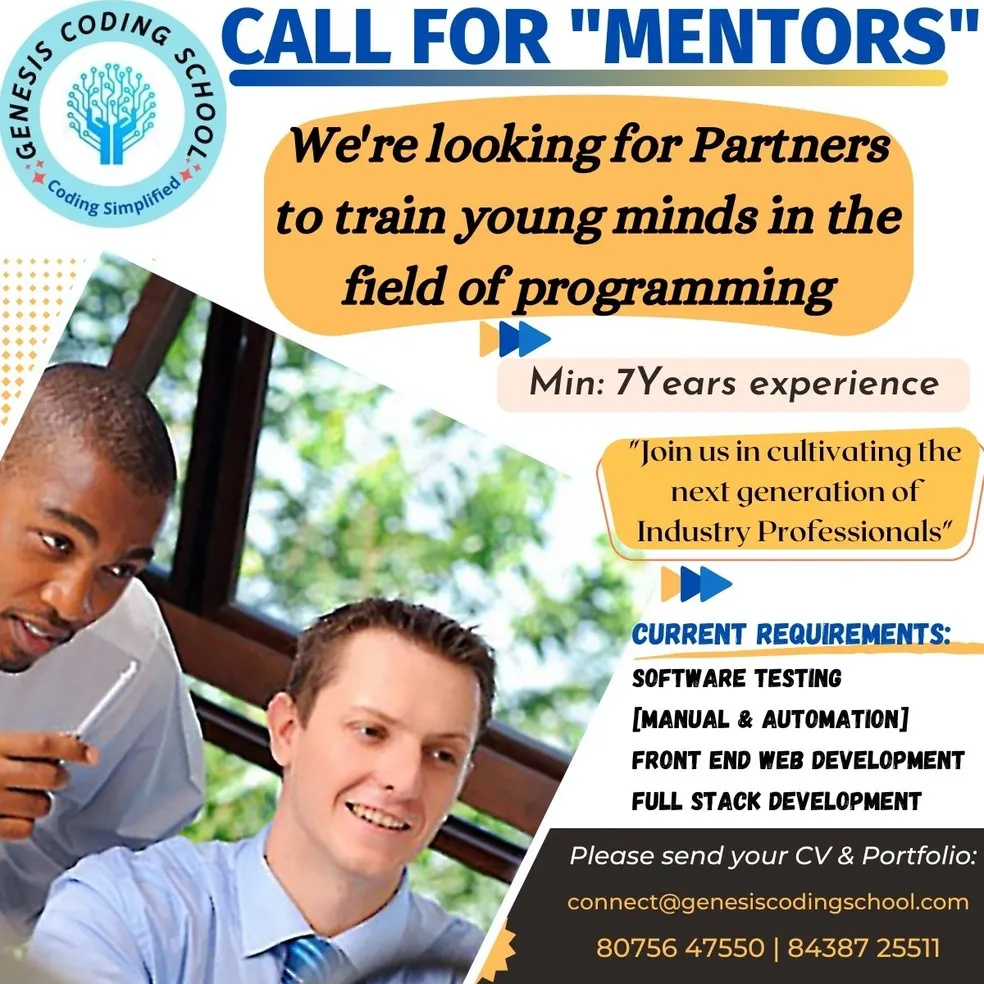 GENESIS CODING SCHOOL
Coding Simplified
CALL FOR "MENTORS"
We're looking for Partners
to train young minds in the
field of programming
Min: 7Years experience
"Join us in cultivating the
next generation of
Industry Professionals"
CURRENT REQUIREMENTS:
SOFTWARE TESTING
[MANUAL & AUTOMATION]
FRONT END WEB DEVELOPMENT
FULL STACK DEVELOPMENT
Please send your CV & Portfolio:
connect@genesiscodingschool.com
80756 47550 | 84387 25511